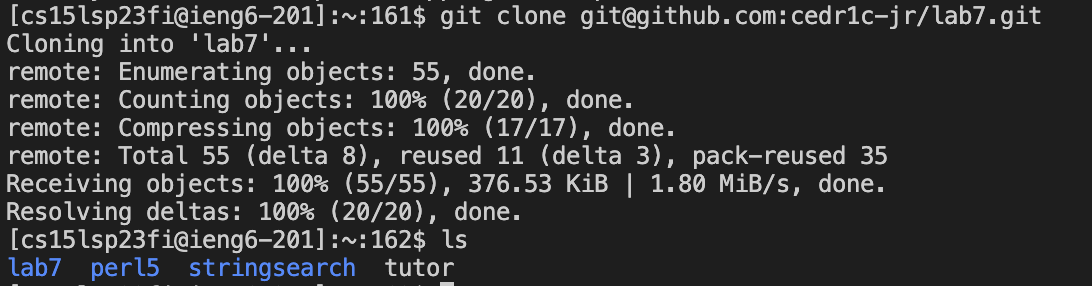 [cs15lsp23fi@ieng6-201]:~:161$ git clone git@github.com:cedr1c-jr/lab7.git
Cloning into 'lab7'...
remote: Enumerating objects: 55, done.
remote: Counting objects: 100% (20/20), done.
remote: Compressing objects: 100% (17/17), done.
remote: Total 55 (delta 8), reused 11 (delta 3), pack-reused 35
Receiving objects: 100% (55/55), 376.53 KiB | 1.80 MiB/s, done.
Resolving deltas: 100% (20/20), done.
[cs15lsp23fi@ieng6-201]:~:162$ ls
lab7  perl5  stringsearch  tutor